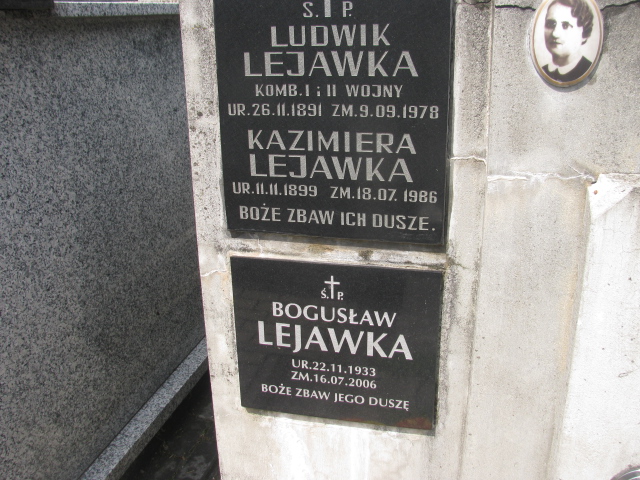 Ś.†P.
LUDWIK
LEJAWKA
KOMB. I i II WOJNY
UR.26.11.1891 ZM.9.09.1978
KAZIMIERA
LEJAWKA
UR.11.11.1899 ZM.18.07.1986
BOŻE ZBAW ICH DUSZE.
Ś.†P.
BOGUSŁAW
LEJAWKA
UR.22.11.1933
ZM.16.07.2006
BOŻE ZBAW JEGO DUSZĘ